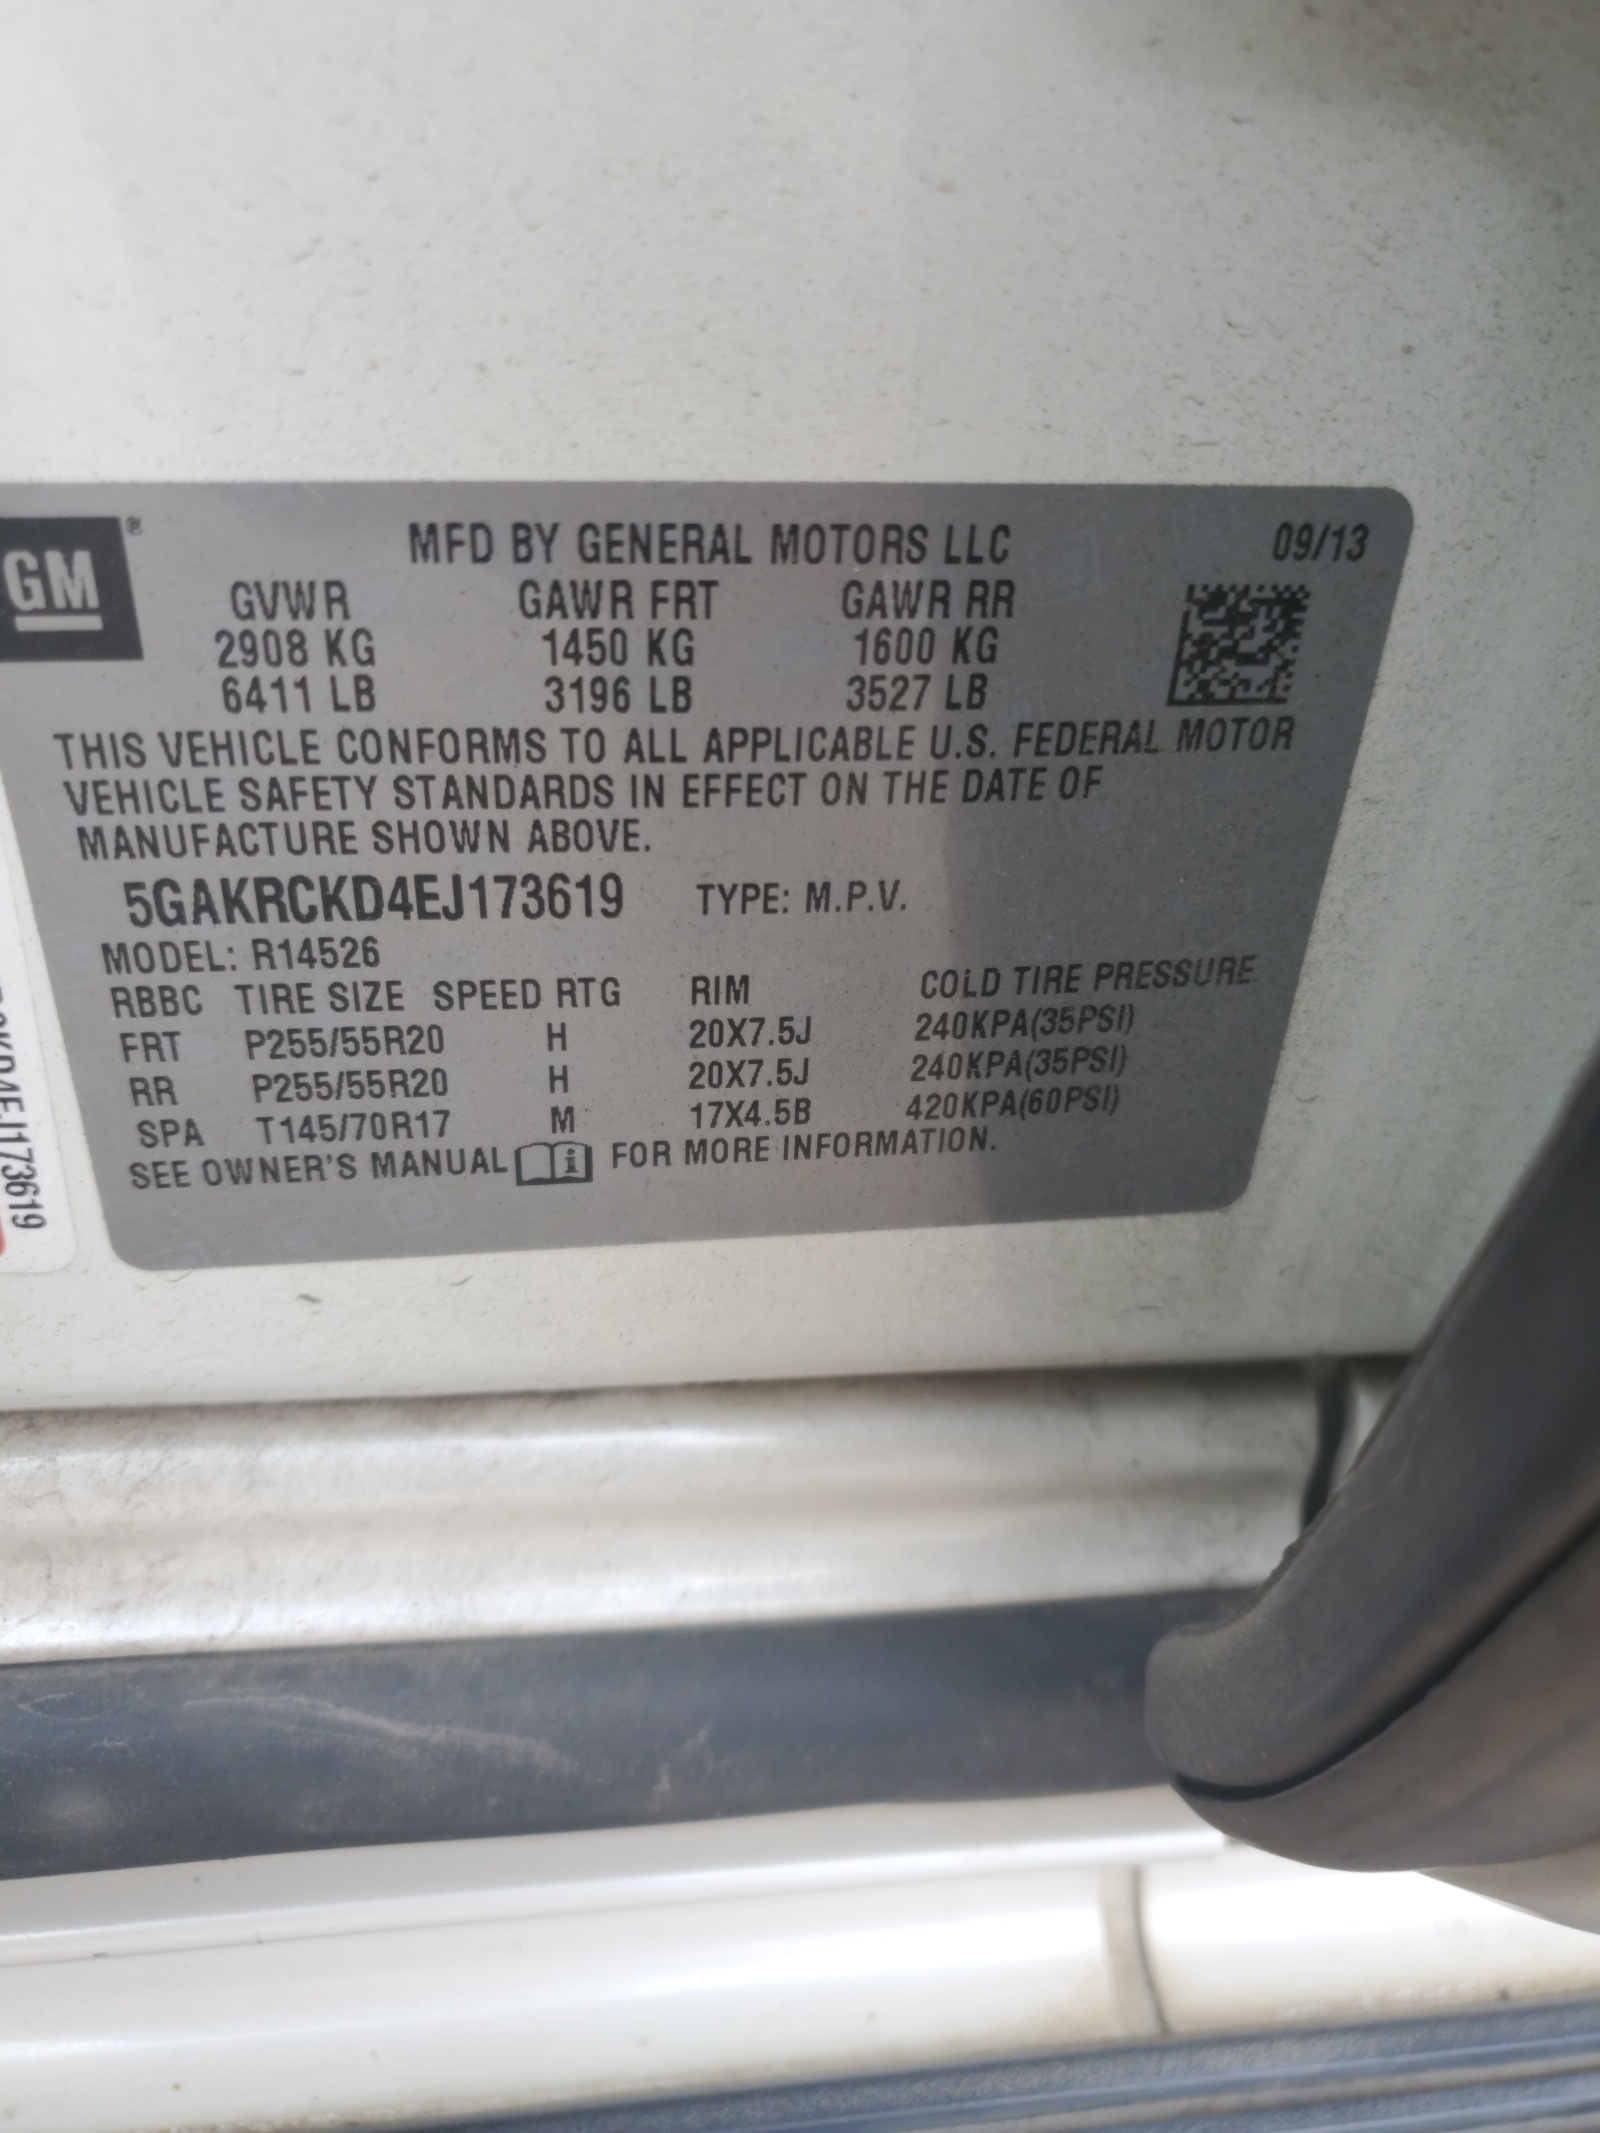 GM ®
MFD BY GENERAL MOTORS LLC 09/13
GVWR GAWR FRT GAWR RR
2908 KG 1450 KG 1600 KG
6411 LB 3196 LB 3527 LB
THIS VEHICLE CONFORMS TO ALL APPLICABLE U.S. FEDERAL MOTOR
VEHICLE SAFETY STANDARDS IN EFFECT ON THE DATE OF
MANUFACTURE SHOWN ABOVE.
5GAKRCKD4EJ173619 TYPE: M.P.V.
MODEL: R14526
RBBC TIRE SIZE SPEED RTG RIM COLD TIRE PRESSURE
FRT P255/55R20 H 20X7.5J 240KPA(35PSI)
RR P255/55R20 H 20X7.5J 240KPA(35PSI)
SPA T145/70R17 M 17X4.5B 420KPA(60PSI)
SEE OWNER'S MANUAL i FOR MORE INFORMATION.